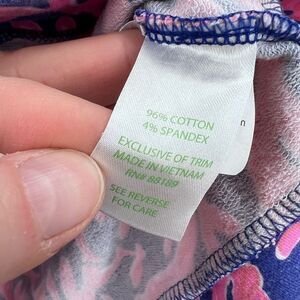 96% COTTON
4% SPANDEX
EXCLUSIVE OF TRIM
MADE IN VIETNAM
RN# 88189
SEE REVERSE
FOR CARE
n